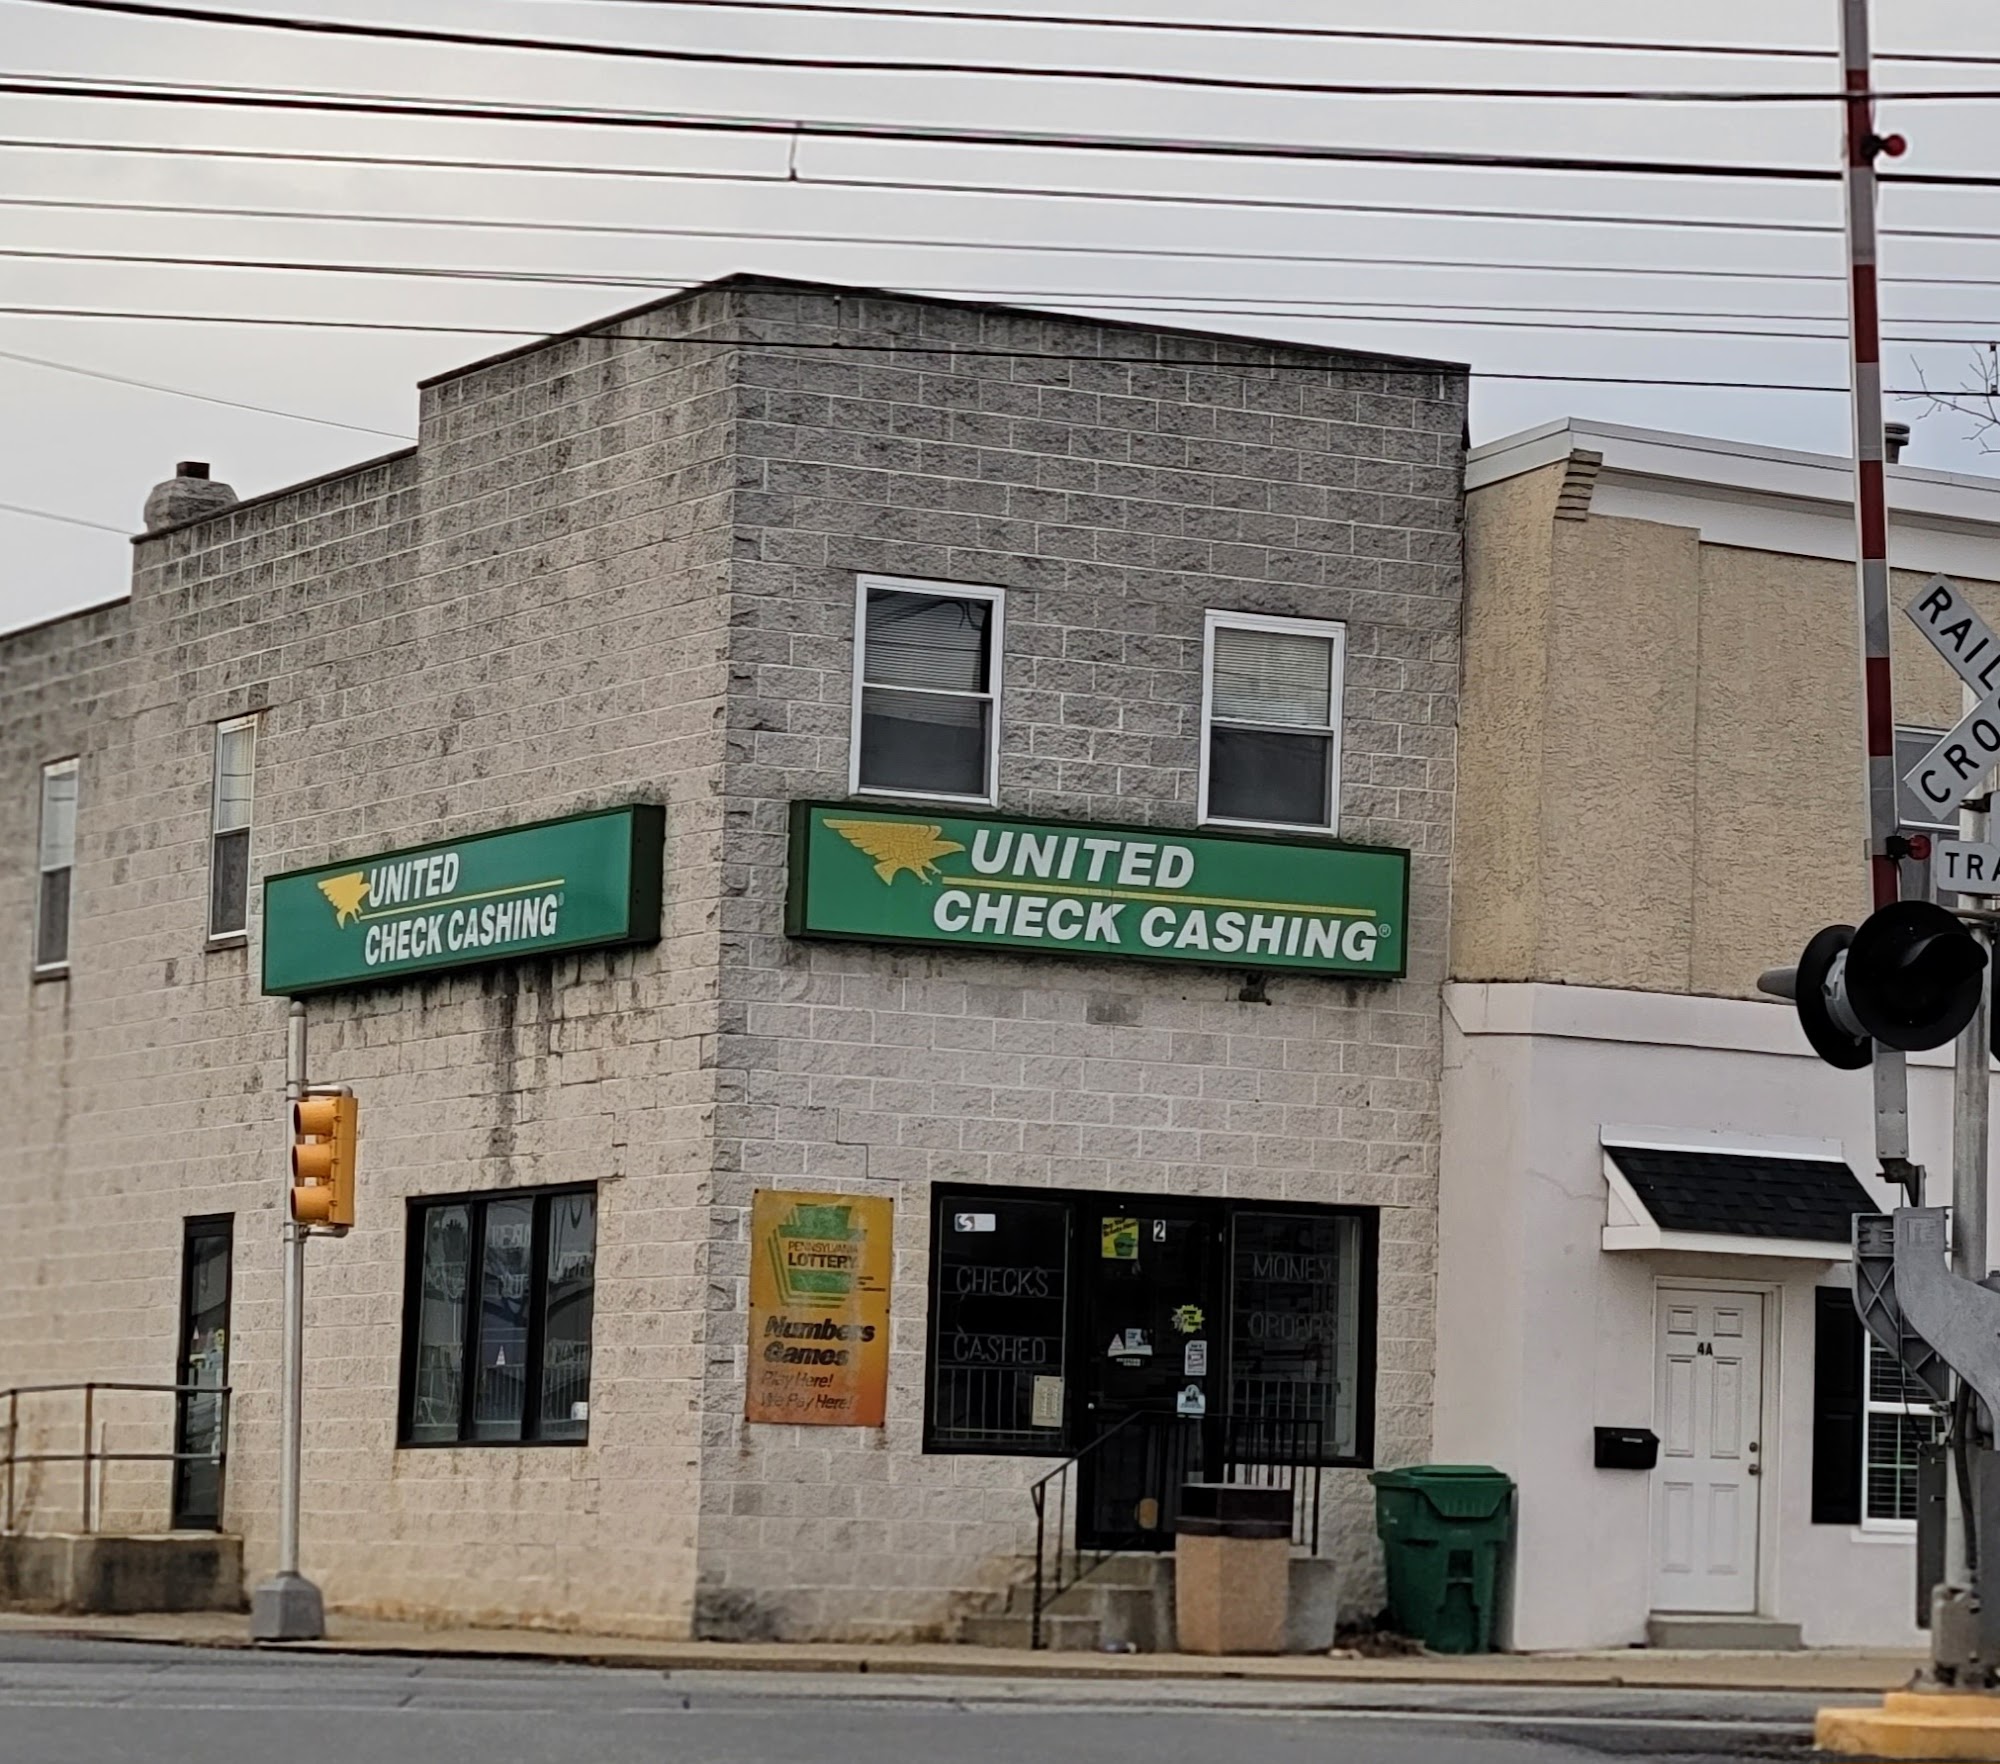 UNITED
CHECK CASHING®
UNITED
CHECK CASHING®
PENNSYLVANIA
LOTTERY
Numbers
Games
Play Here!
We Pay Here!
CHECKS
CASHED
2
MONEY
ORDERS
4A
RAIL
CRO
TRA